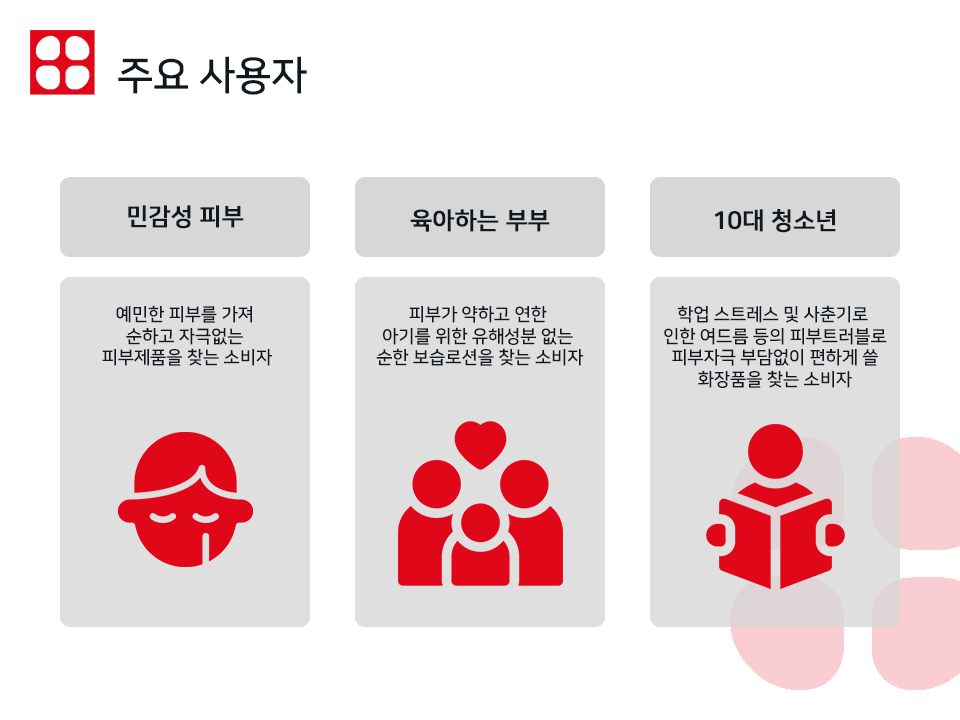 주요 사용자
민감성 피부
예민한 피부를 가져
순하고 자극없는
피부제품을 찾는 소비자
육아하는 부부
피부가 약하고 연한
아기를 위한 유해성분 없는
순한 보습로션을 찾는 소비자
10대 청소년
학업 스트레스 및 사춘기로
인한 여드름 등의 피부트러블로
피부자극 부담없이 편하게 쓸
화장품을 찾는 소비자